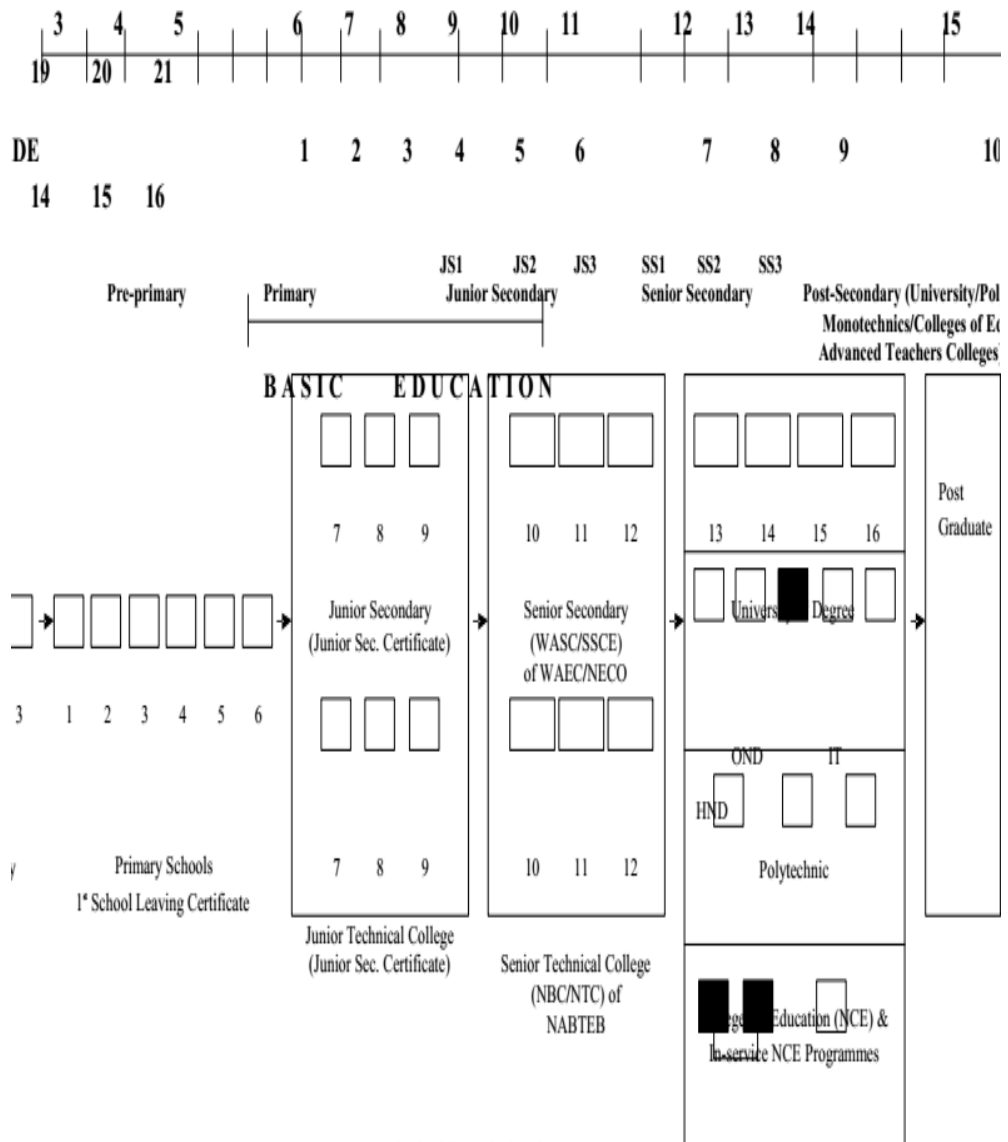 3 4 5 6 7 8 9 10 11 12 13 14 15
19 20 21
DE 1 2 3 4 5 6 7 8 9 10
14 15 16
JS1 JS2 JS3 SS1 SS2 SS3
Pre-primary Primary Junior Secondary Senior Secondary Post-Secondary (University/Pol
Monotechnics/Colleges of Ed
Advanced Teachers Colleges)
BASIC EDUCATION
Post
Graduate
7 8 9 10 11 12 13 14 15 16
Junior Secondary
(Junior Sec. Certificate)
Senior Secondary
(WASC/SSCE)
of WAEC/NECO
Degree
3 1 2 3 4 5 6
OND IT
HND
Polytechnic
Primary Schools
1st School Leaving Certificate
7 8 9 10 11 12
Junior Technical College
(Junior Sec. Certificate)
Senior Technical College
(NBC/NTC) of
NABTEB
Education (NCE) &
In-service NCE Programmes